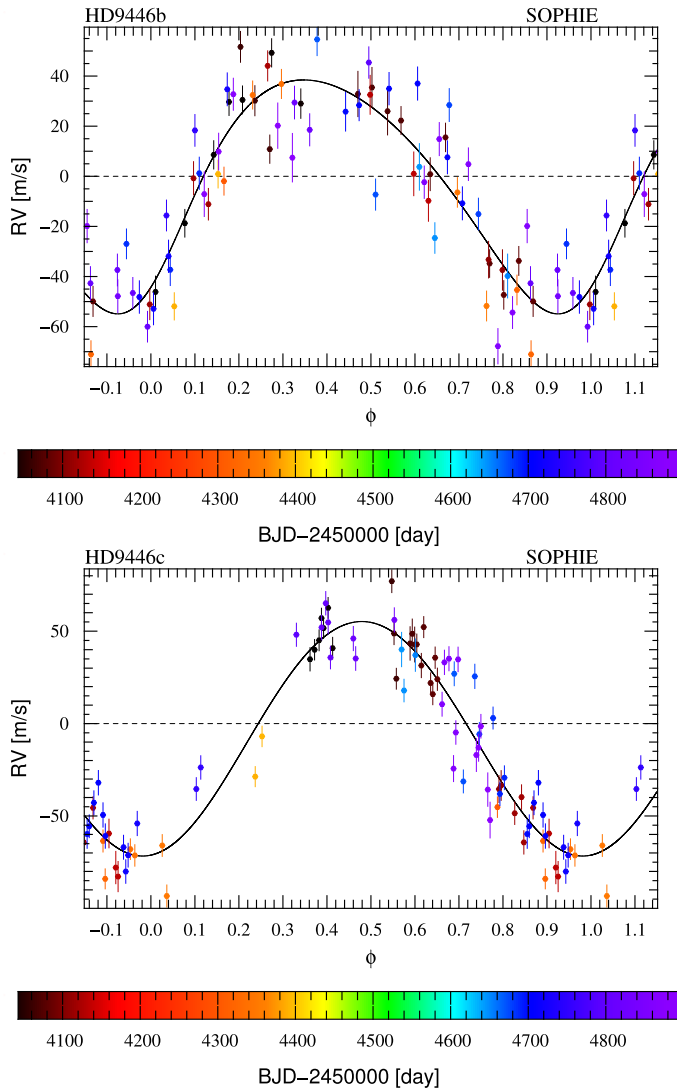 HD9446b SOPHIE
40
20
0
−20
−40
−60
RV [m/s]
−0.1 0.0 0.1 0.2 0.3 0.4 0.5 0.6 0.7 0.8 0.9 1.0 1.1
ϕ
4100 4200 4300 4400 4500 4600 4700 4800
BJD−2450000 [day]
HD9446c SOPHIE
50
0
−50
RV [m/s]
−0.1 0.0 0.1 0.2 0.3 0.4 0.5 0.6 0.7 0.8 0.9 1.0 1.1
ϕ
4100 4200 4300 4400 4500 4600 4700 4800
BJD−2450000 [day]